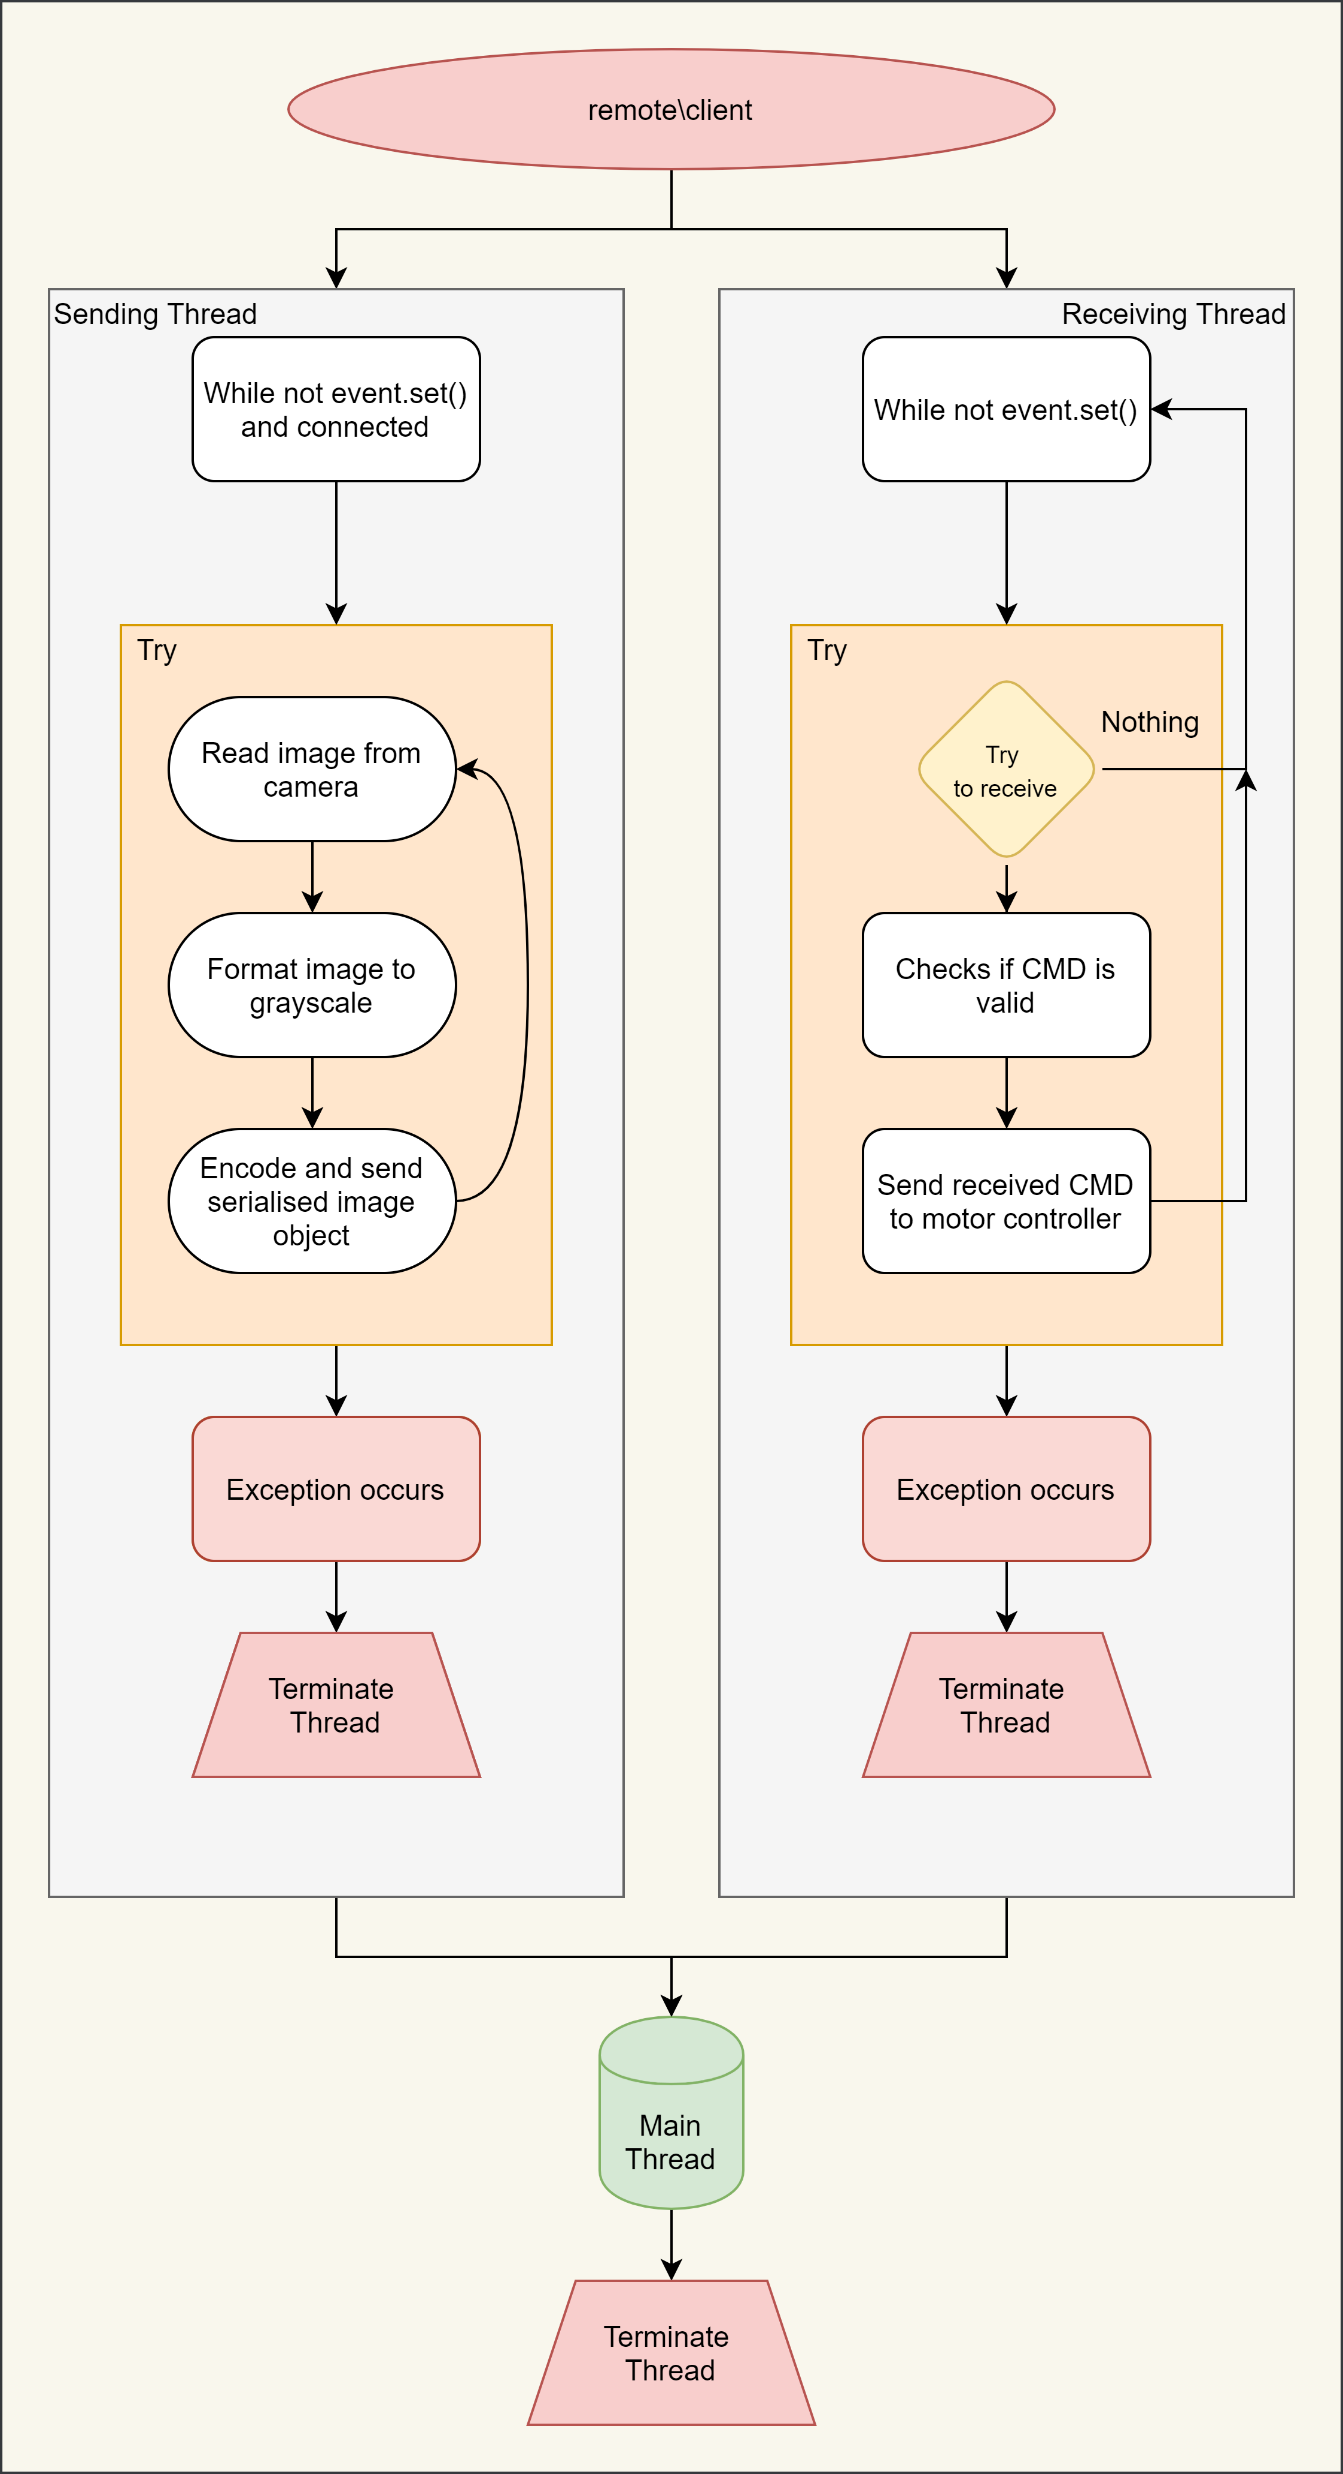 remote\client
Sending Thread
While not event.set()
and connected
Try
Read image from
camera
Format image to
grayscale
Encode and send
serialised image
object
Exception occurs
Terminate
Thread
Receiving Thread
While not event.set()
Try
Try
to receive
Nothing
Checks if CMD is
valid
Send received CMD
to motor controller
Exception occurs
Terminate
Thread
Main
Thread
Terminate
Thread